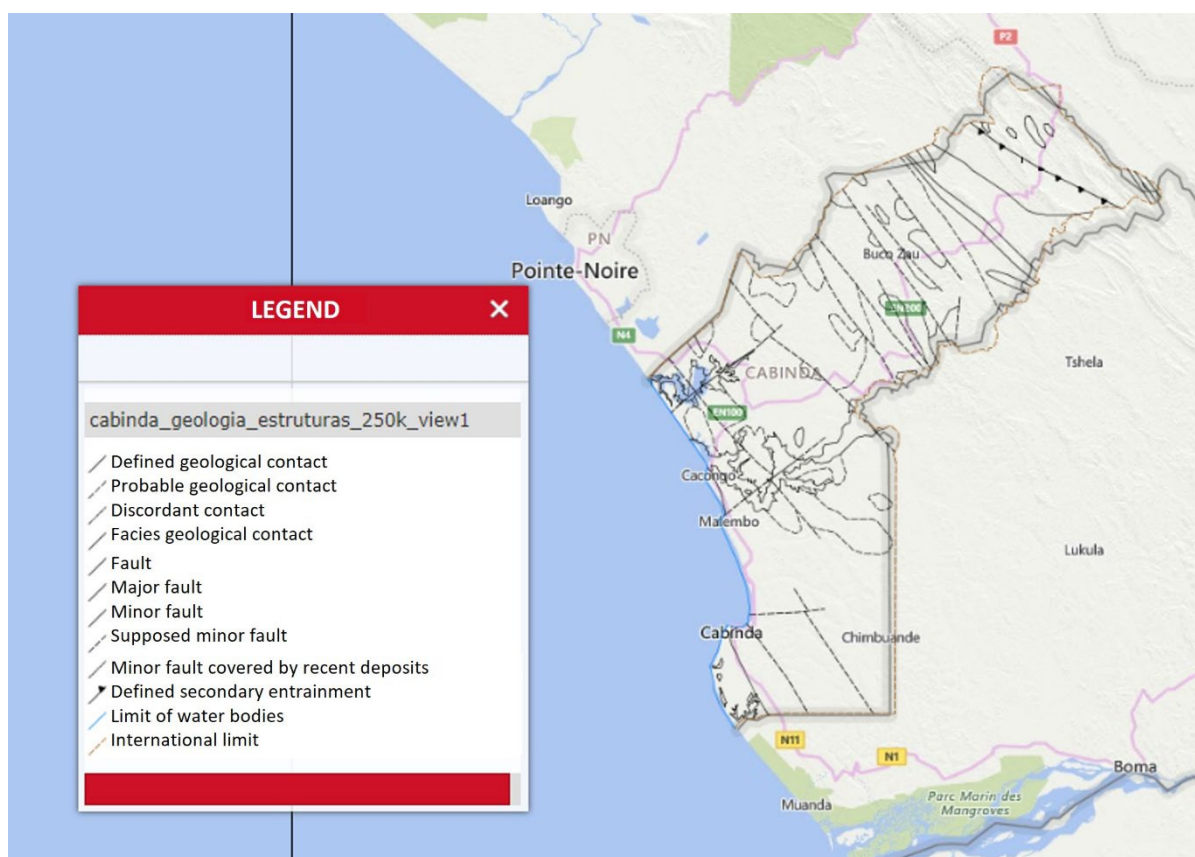 P2
Loango
PN
Pointe-Noire
Buco Zau
EN100
N4
Tshela
CABINDA
EN100
Cacongo
Malembo
Lukula
Cabinda
Chimbuande
N11
N1
Boma
Muanda
Parc Marin des
Mangroves
LEGEND
cabinda_geologia_estruturas_250k_view1
Defined geological contact
Probable geological contact
Discordant contact
Facies geological contact
Fault
Major fault
Minor fault
Supposed minor fault
Minor fault covered by recent deposits
Defined secondary entrainment
Limit of water bodies
International limit